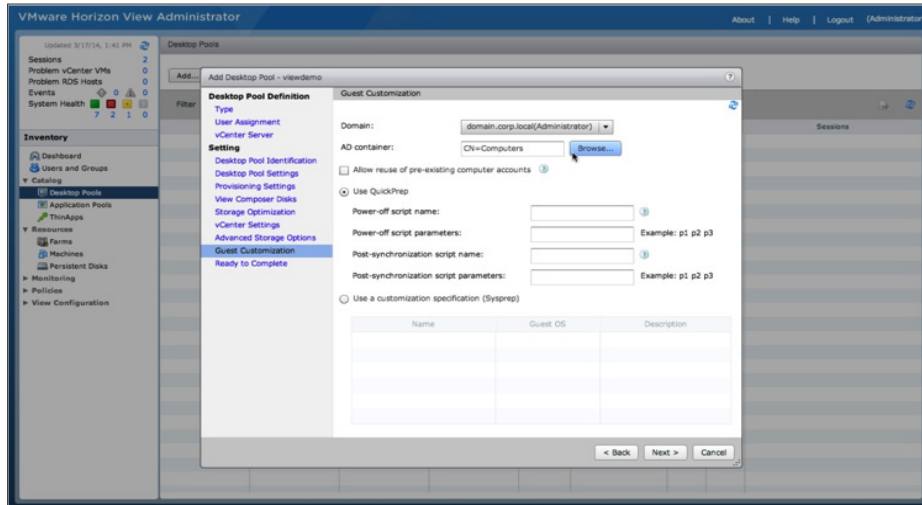 VMware Horizon View Administrator
About | Help | Logout (Administrator
Updated 3/17/14, 1:41 PM
Sessions 2
Problem vCenter VMs 0
Problem RDS Hosts 0
Events 0 0
System Health
7 2 1 0
Inventory
Dashboard
Users and Groups
Catalog
Desktop Pools
Application Pools
ThinApps
Resources
Farms
Machines
Persistent Disks
Monitoring
Policies
View Configuration
Desktop Pools
Add...
Filter
Sessions
Add Desktop Pool - viewdemo
?
Desktop Pool Definition
Type
User Assignment
vCenter Server
Setting
Desktop Pool Identification
Desktop Pool Settings
Provisioning Settings
View Composer Disks
Storage Optimization
vCenter Settings
Advanced Storage Options
Guest Customization
Ready to Complete
Guest Customization
Domain: domain.corp.local(Administrator)
AD container: CN=Computers Browse...
Allow reuse of pre-existing computer accounts ?
Use QuickPrep
Power-off script name: ?
Power-off script parameters: Example: p1 p2 p3
Post-synchronization script name: ?
Post-synchronization script parameters: Example: p1 p2 p3
Use a customization specification (Sysprep)
Name Guest OS Description
< Back Next > Cancel